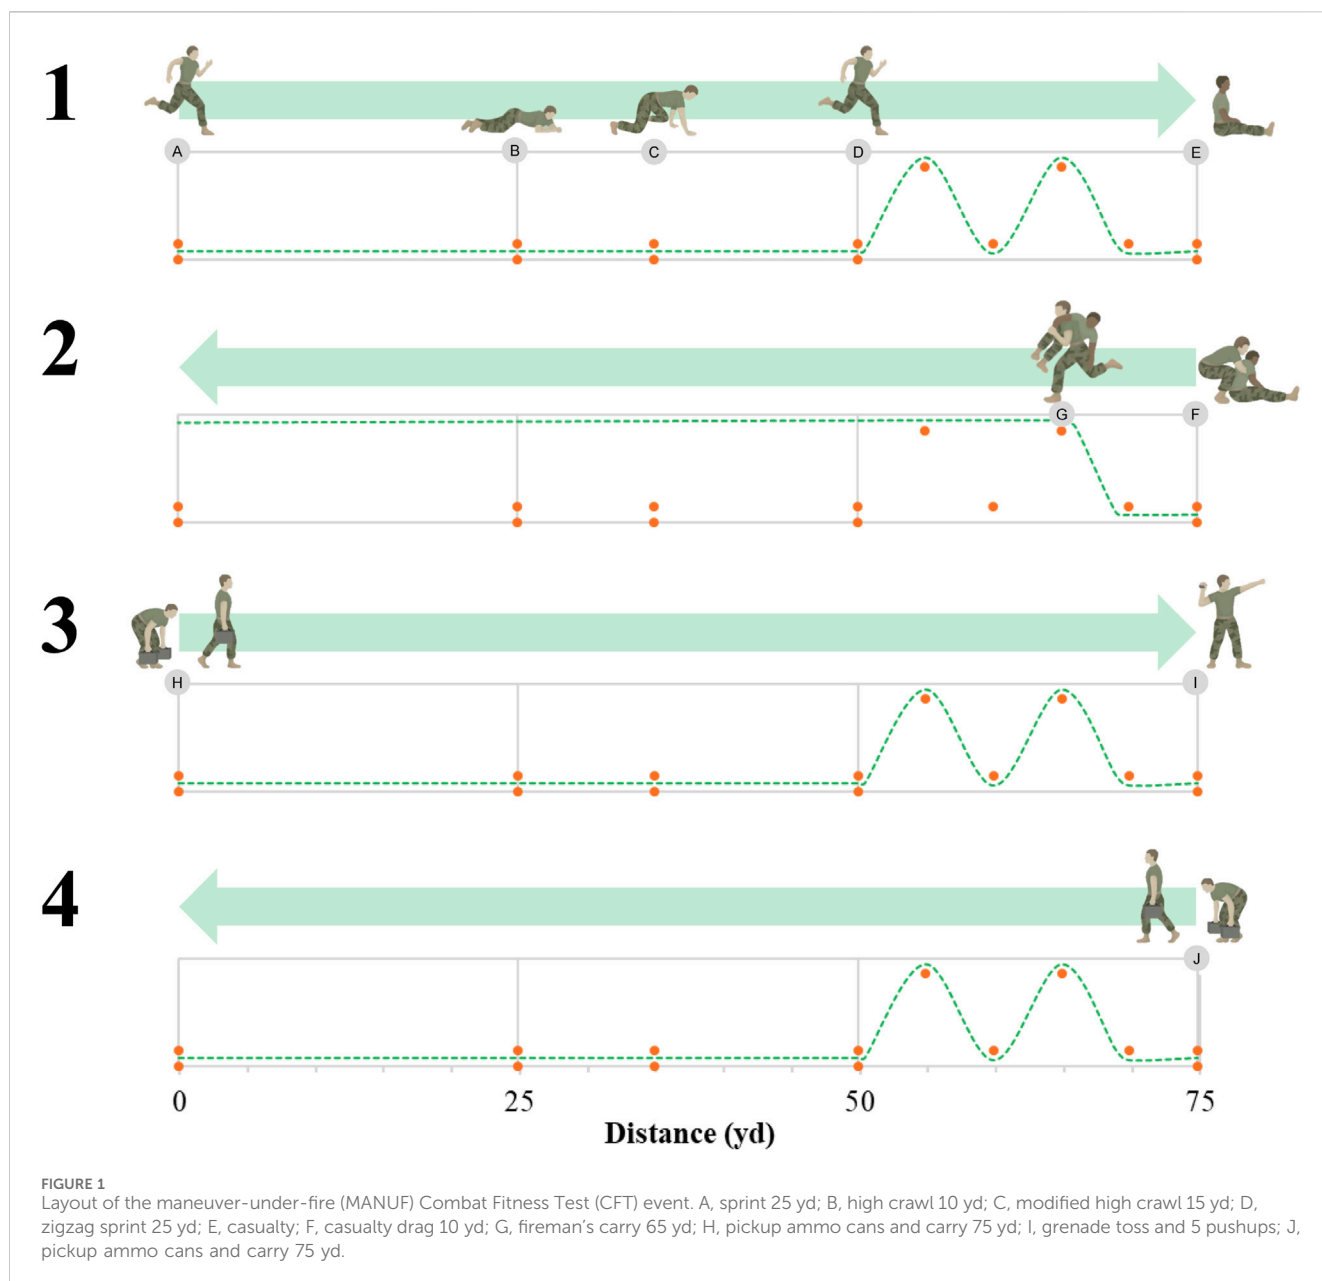 1
A
B
C
D
E
2
G
F
3
H
I
4
J
0 25 50 75
Distance (yd)
FIGURE 1
Layout of the maneuver-under-fire (MANUF) Combat Fitness Test (CFT) event. A, sprint 25 yd; B, high crawl 10 yd; C, modified high crawl 15 yd; D,
zigzag sprint 25 yd; E, casualty; F, casualty drag 10 yd; G, fireman’s carry 65 yd; H, pickup ammo cans and carry 75 yd; I, grenade toss and 5 pushups; J,
pickup ammo cans and carry 75 yd.